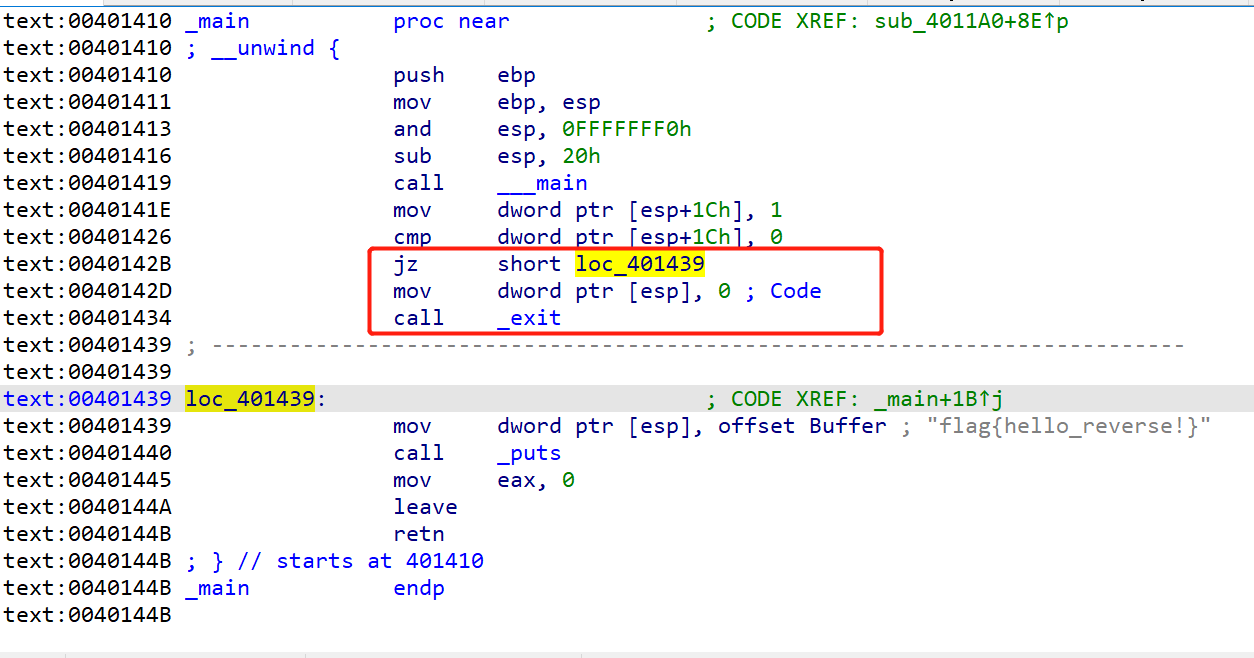 text:00401410 _main proc near ; CODE XREF: sub_4011A0+8E↑p
text:00401410 ; __unwind {
text:00401410 push ebp
text:00401411 mov ebp, esp
text:00401413 and esp, 0FFFFFFF0h
text:00401416 sub esp, 20h
text:00401419 call ___main
text:0040141E mov dword ptr [esp+1Ch], 1
text:00401426 cmp dword ptr [esp+1Ch], 0
text:0040142B jz short loc_401439
text:0040142D mov dword ptr [esp], 0 ; Code
text:00401434 call _exit
text:00401439 ; ---------------------------------------------------------------------------
text:00401439
text:00401439 loc_401439: ; CODE XREF: _main+1B↑j
text:00401439 mov dword ptr [esp], offset Buffer ; "flag{hello_reverse!}"
text:00401440 call _puts
text:00401445 mov eax, 0
text:0040144A leave
text:0040144B retn
text:0040144B ; } // starts at 401410
text:0040144B _main endp
text:0040144B